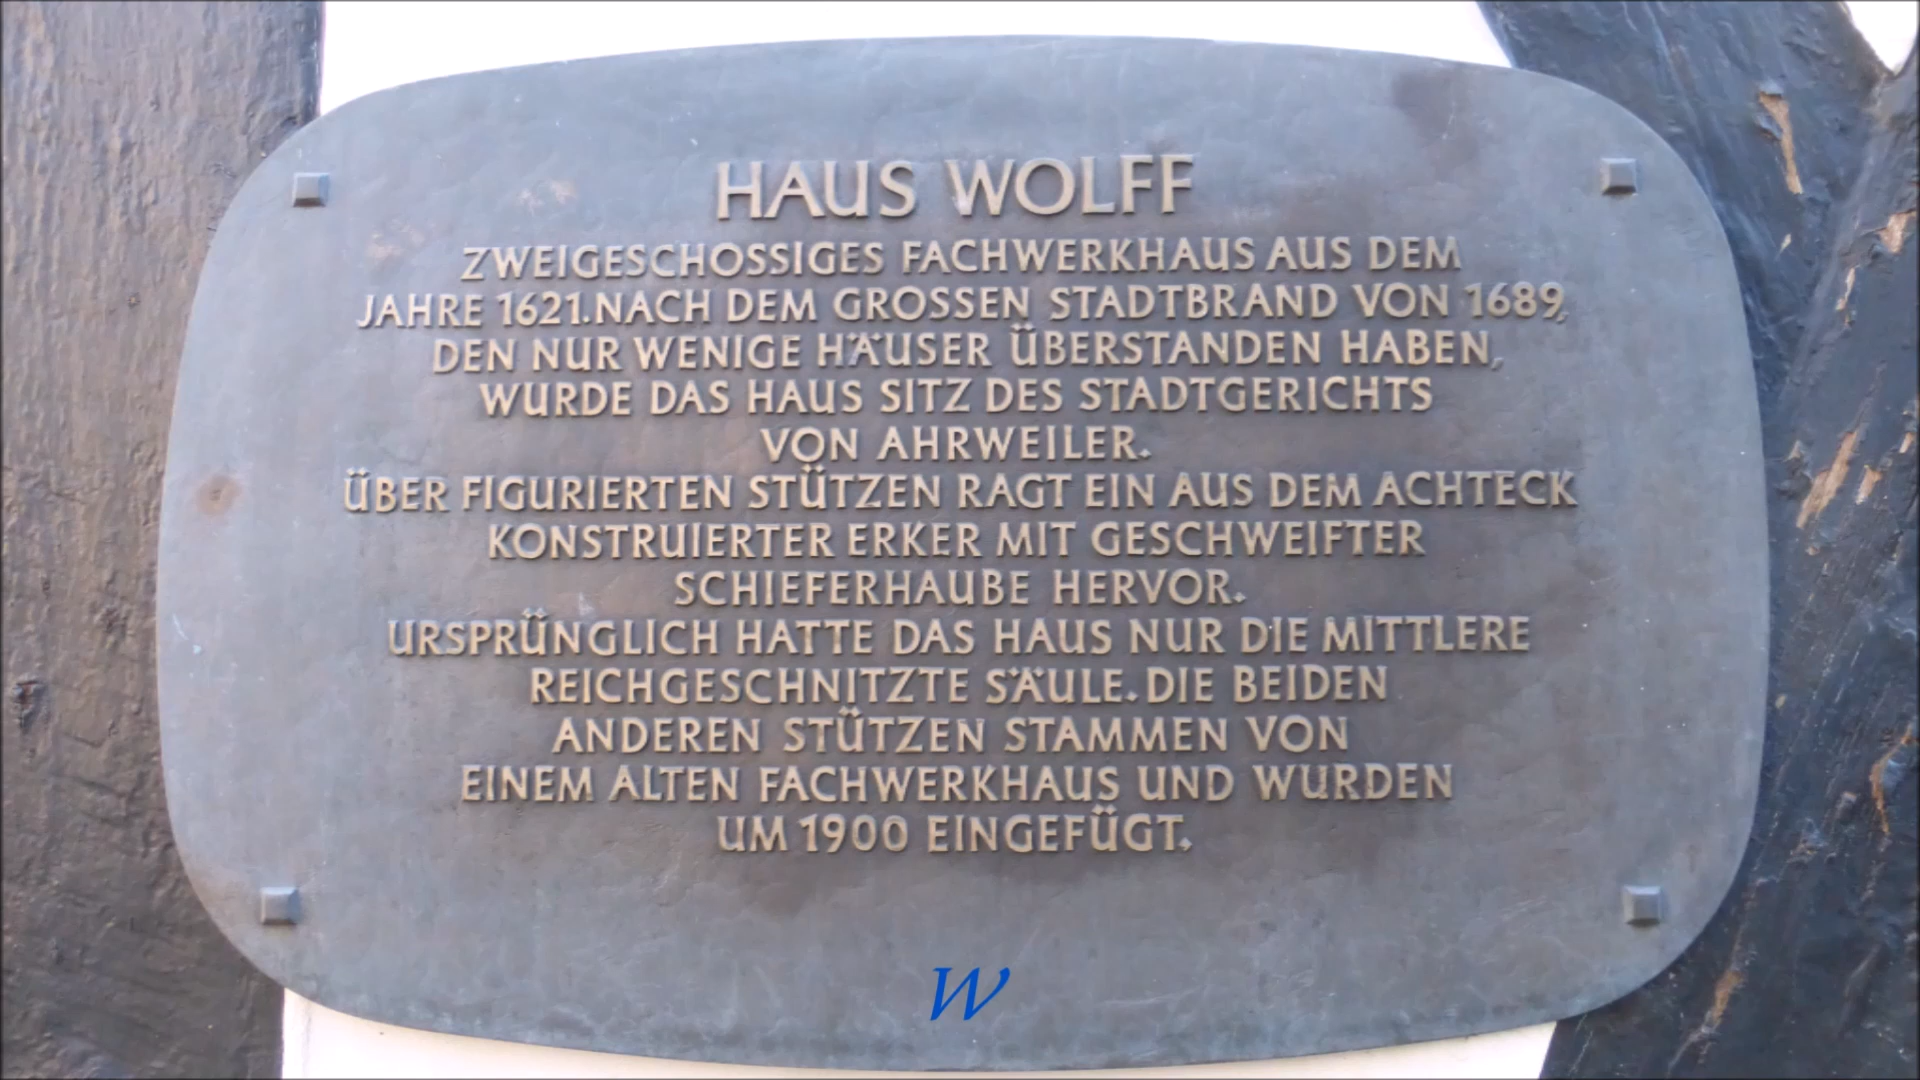 HAUS WOLFF
ZWEIGESCHOSSIGES FACHWERKHAUS AUS DEM
JAHRE 1621. NACH DEM GROSSEN STADTBRAND VON 1689,
DEN NUR WENIGE HÄUSER ÜBERSTANDEN HABEN,
WURDE DAS HAUS SITZ DES STADTGERICHTS
VON AHRWEILER.
ÜBER FIGURIERTEN STÜTZEN RAGT EIN AUS DEM ACHTECK
KONSTRUIERTER ERKER MIT GESCHWEIFTER
SCHIEFERHAUBE HERVOR.
URSPRÜNGLICH HATTE DAS HAUS NUR DIE MITTLERE
REICHGESCHNITZTE SÄULE. DIE BEIDEN
ANDEREN STÜTZEN STAMMEN VON
EINEM ALTEN FACHWERKHAUS UND WURDEN
UM 1900 EINGEFÜGT.
W